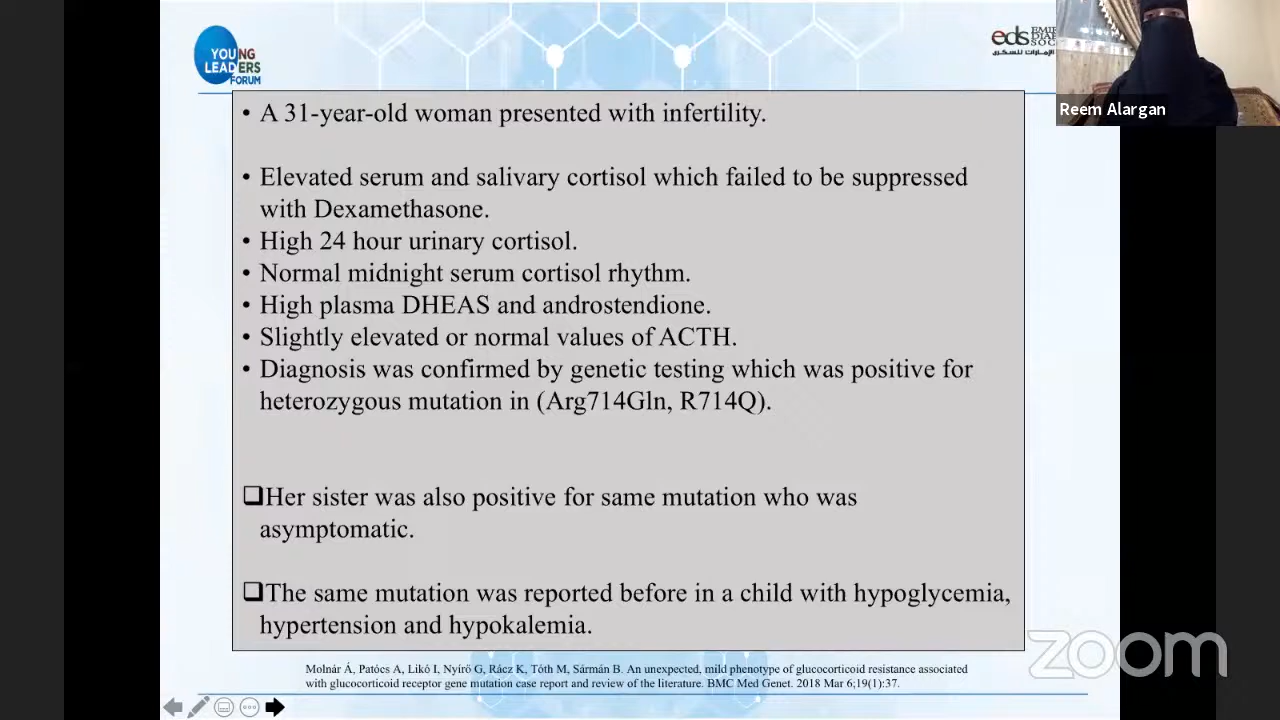 YOUNG
LEADERS
FORUM
eds
Reem Alargan
• A 31-year-old woman presented with infertility.
• Elevated serum and salivary cortisol which failed to be suppressed
with Dexamethasone.
• High 24 hour urinary cortisol.
• Normal midnight serum cortisol rhythm.
• High plasma DHEAS and androstendione.
• Slightly elevated or normal values of ACTH.
• Diagnosis was confirmed by genetic testing which was positive for
heterozygous mutation in (Arg714Gln, R714Q).
❑Her sister was also positive for same mutation who was
asymptomatic.
❑The same mutation was reported before in a child with hypoglycemia,
hypertension and hypokalemia.
Molnár Á, Patócs A, Likó I, Nyírő G, Rácz K, Tóth M, Sármán B. An unexpected, mild phenotype of glucocorticoid resistance associated
with glucocorticoid receptor gene mutation case report and review of the literature. BMC Med Genet. 2018 Mar 6;19(1):37.
zoom